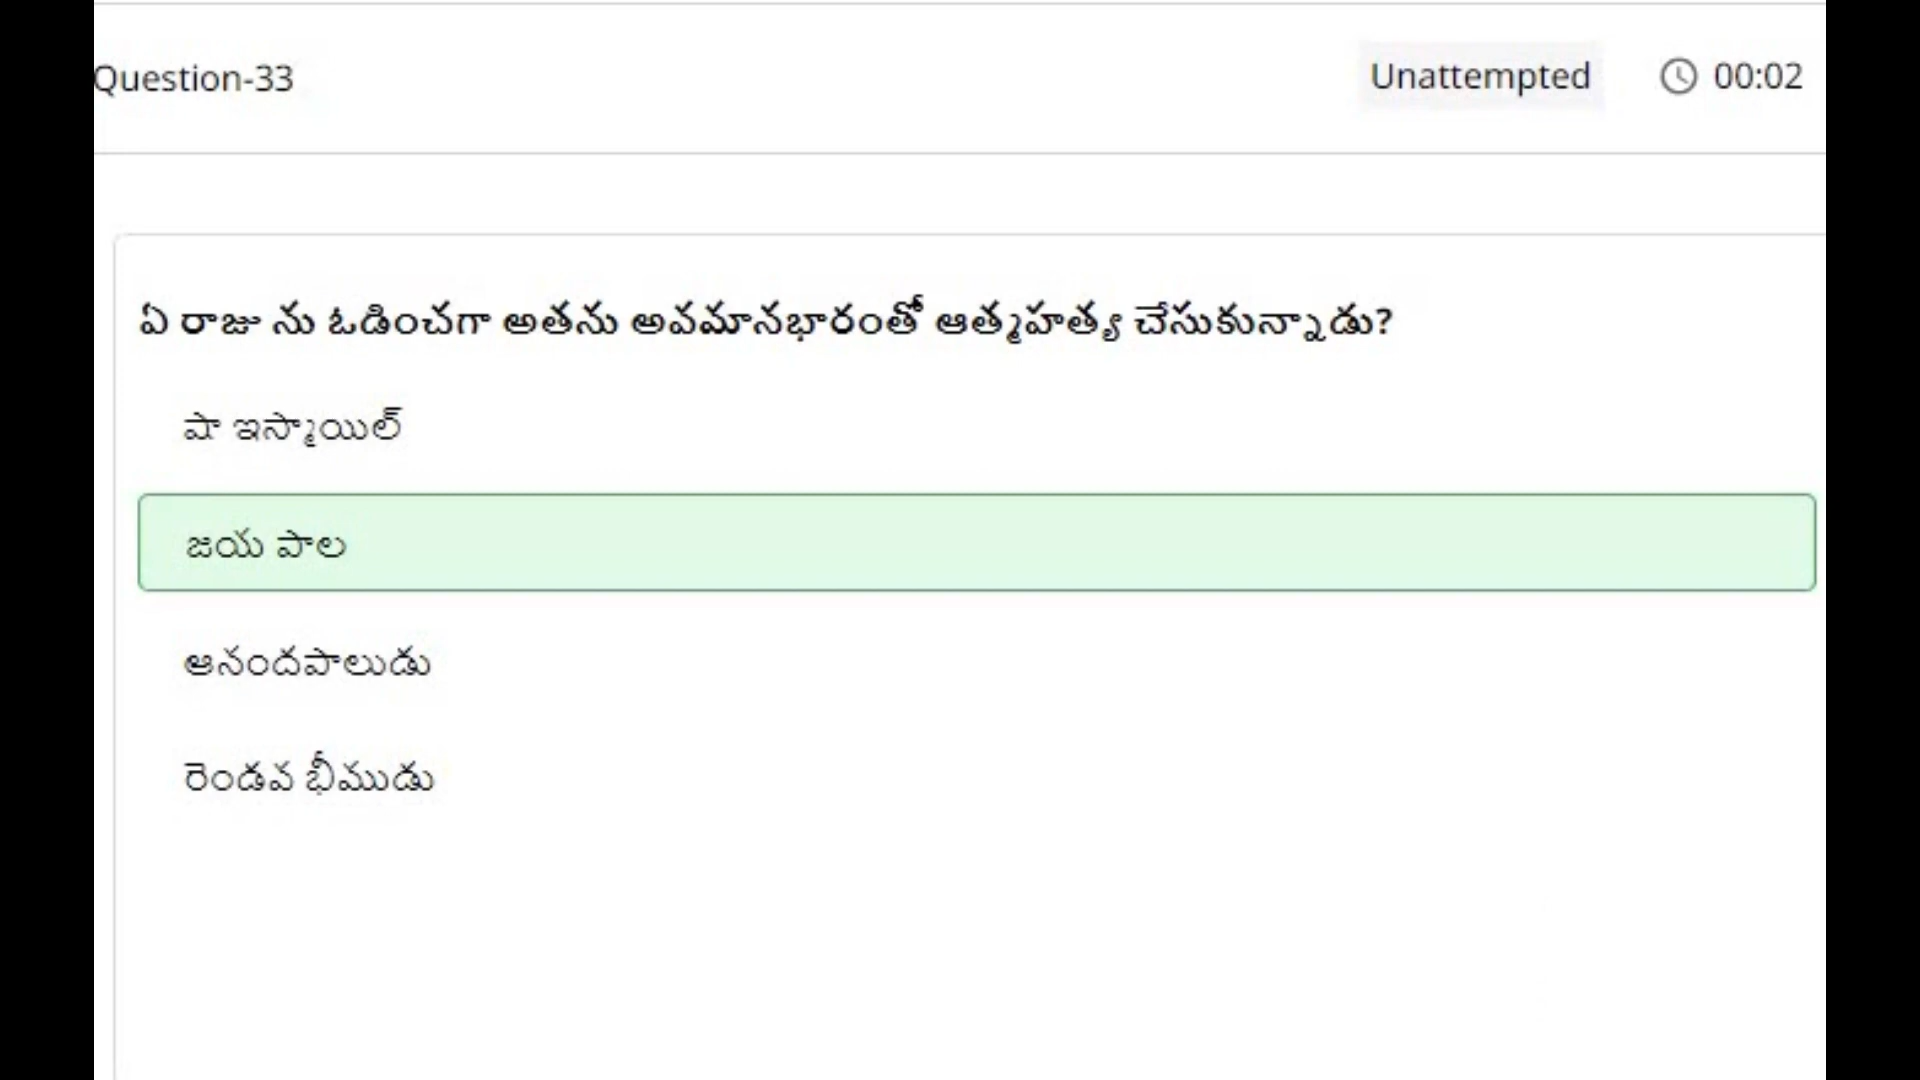 Question-33
Unattempted 00:02
ఏ రాజు ను ఓడించగా అతను అవమానభారంతో ఆత్మహత్య చేసుకున్నాడు?
షా ఇస్మాయిల్
జయ పాల
ఆనందపాలుడు
రెండవ భీముడు